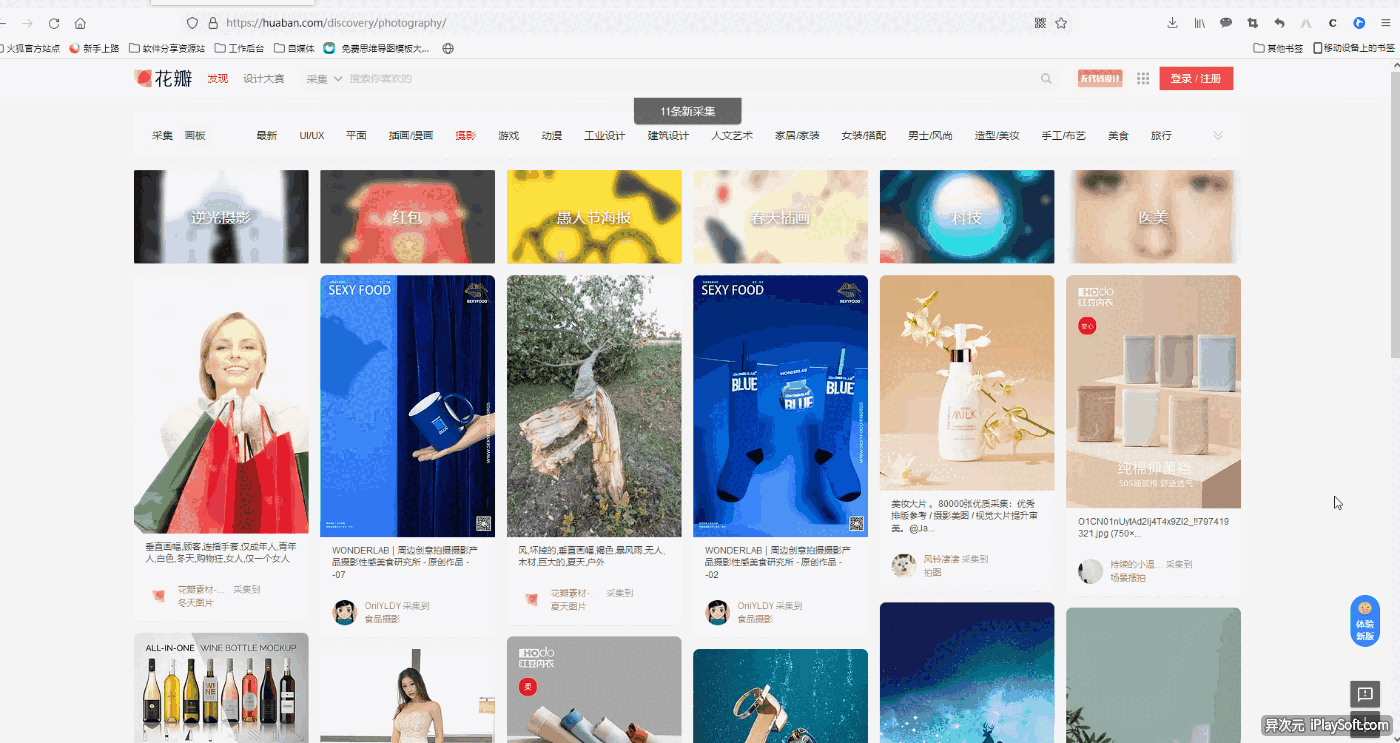 https://huaban.com/discovery/photography/
火狐官方站点 新手上路 软件分享资源站 工作后台 自媒体 免费思维导图模板大... 其他书签 移动设备上的书签
花瓣 发现 设计大赛 采集 搜索你喜欢的 登录 / 注册
11条新采集
采集 画板 最新 UI/UX 平面 插画/漫画 摄影 游戏 动漫 工业设计 建筑设计 人文艺术 家居/家装 女装/搭配 男士/风尚 造型/美妆 手工/布艺 美食 旅行
逆光摄影 红包 愚人节海报 春天插画 科技 医美
SEXY FOOD
SEXYFOOD
BLUE
BLUE
BLUE
SEXY FOOD
SEXYFOOD
MILK
HOdo
红豆内衣
安心
纯棉抑菌裆
垂直画幅,顾客,连指手套,仅成年人,青年
人,白色,冬天,购物狂,女人,仅一个女人
花瓣素材-... 采集到
冬天图片
WONDERLAB | 周边创意拍摄摄影产
品摄影性感美食研究所 - 原创作品 -
-07
OrilYLDY 采集到
食品摄影
风,坏掉的,垂直画幅,褐色,暴风雨,无人,
木材,巨大的,夏天,户外
花瓣素材-... 采集到
夏天图片
WONDERLAB | 周边创意拍摄摄影产
品摄影性感美食研究所 - 原创作品 -
-02
OrilYLDY 采集到
食品摄影
美妆大片 。80000张优质采集：优秀
排版参考 / 摄影美图 / 视觉大片提升审
美。@Ja...
风铃凄凄 采集到
拍图
O1CN01nUytAd2Ij4T4x9ZI2_!!797419
321.jpg (750×...
持续的小温... 采集到
场景摆拍
ALL-IN-ONE WINE BOTTLE MOCKUP
WINE
HOdo
红豆内衣
柔
体验
新版
异次元 iPlaySoft.com